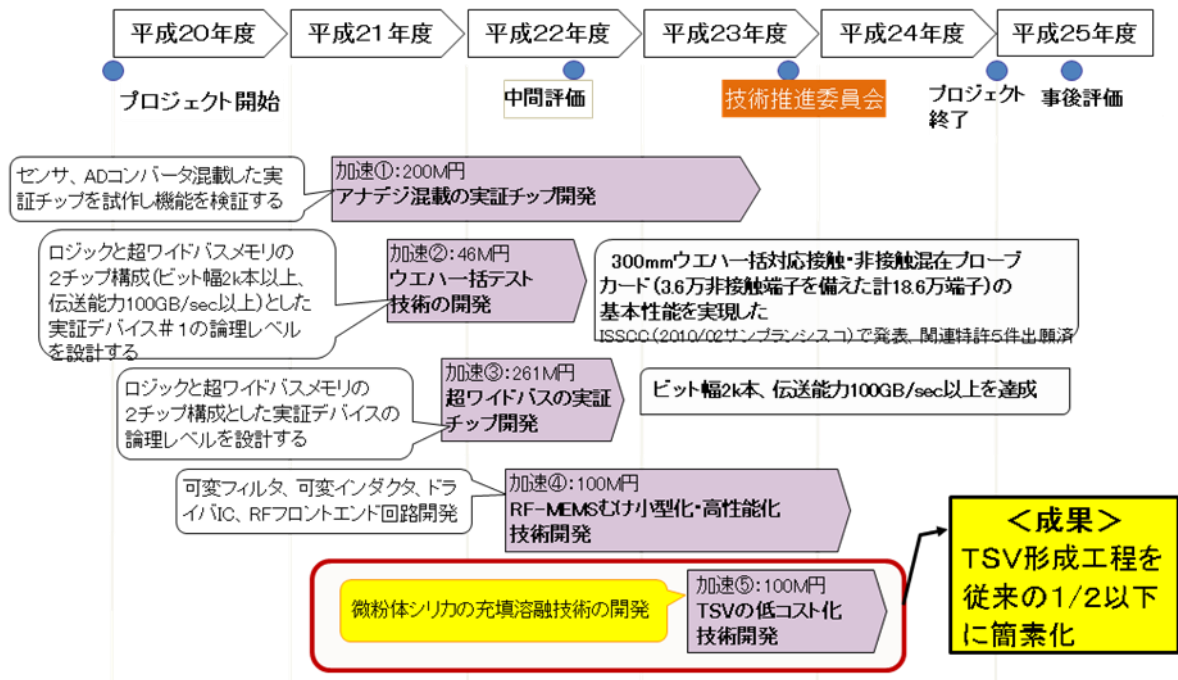 平成20年度
平成21年度
平成22年度
平成23年度
平成24年度
平成25年度
プロジェクト開始
中間評価
技術推進委員会
プロジェクト
終了
事後評価
センサ、ADコンバータ混載した実
証チップを試作し機能を検証する
加速①:200M円
アナデジ混載の実証チップ開発
ロジックと超ワイドバスメモリの
2チップ構成(ビット幅2k本以上、
伝送能力100GB/sec以上)とした
実証デバイス#1の論理レベル
を設計する
加速②:46M円
ウエハ一括テスト
技術の開発
300mmウエハ一括対応接触・非接触混在プローブ
カード(3.6万非接触端子を備えた計18.6万端子)の
基本性能を実現した
ISSCC(2010/02サンフランシスコ)で発表、関連特許5件出願済
ロジックと超ワイドバスメモリの
2チップ構成とした実証デバイスの
論理レベルを設計する
加速③:261M円
超ワイドバスの実証
チップ開発
ビット幅2k本、伝送能力100GB/sec以上を達成
可変フィルタ、可変インダクタ、ドラ
イバIC、RFフロントエンド回路開発
加速④:100M円
RF-MEMSむけ小型化・高性能化
技術開発
微粉体シリカの充填溶融技術の開発
加速⑤:100M円
TSVの低コスト化
技術開発
＜成果＞
TSV形成工程を
従来の1/2以下
に簡素化